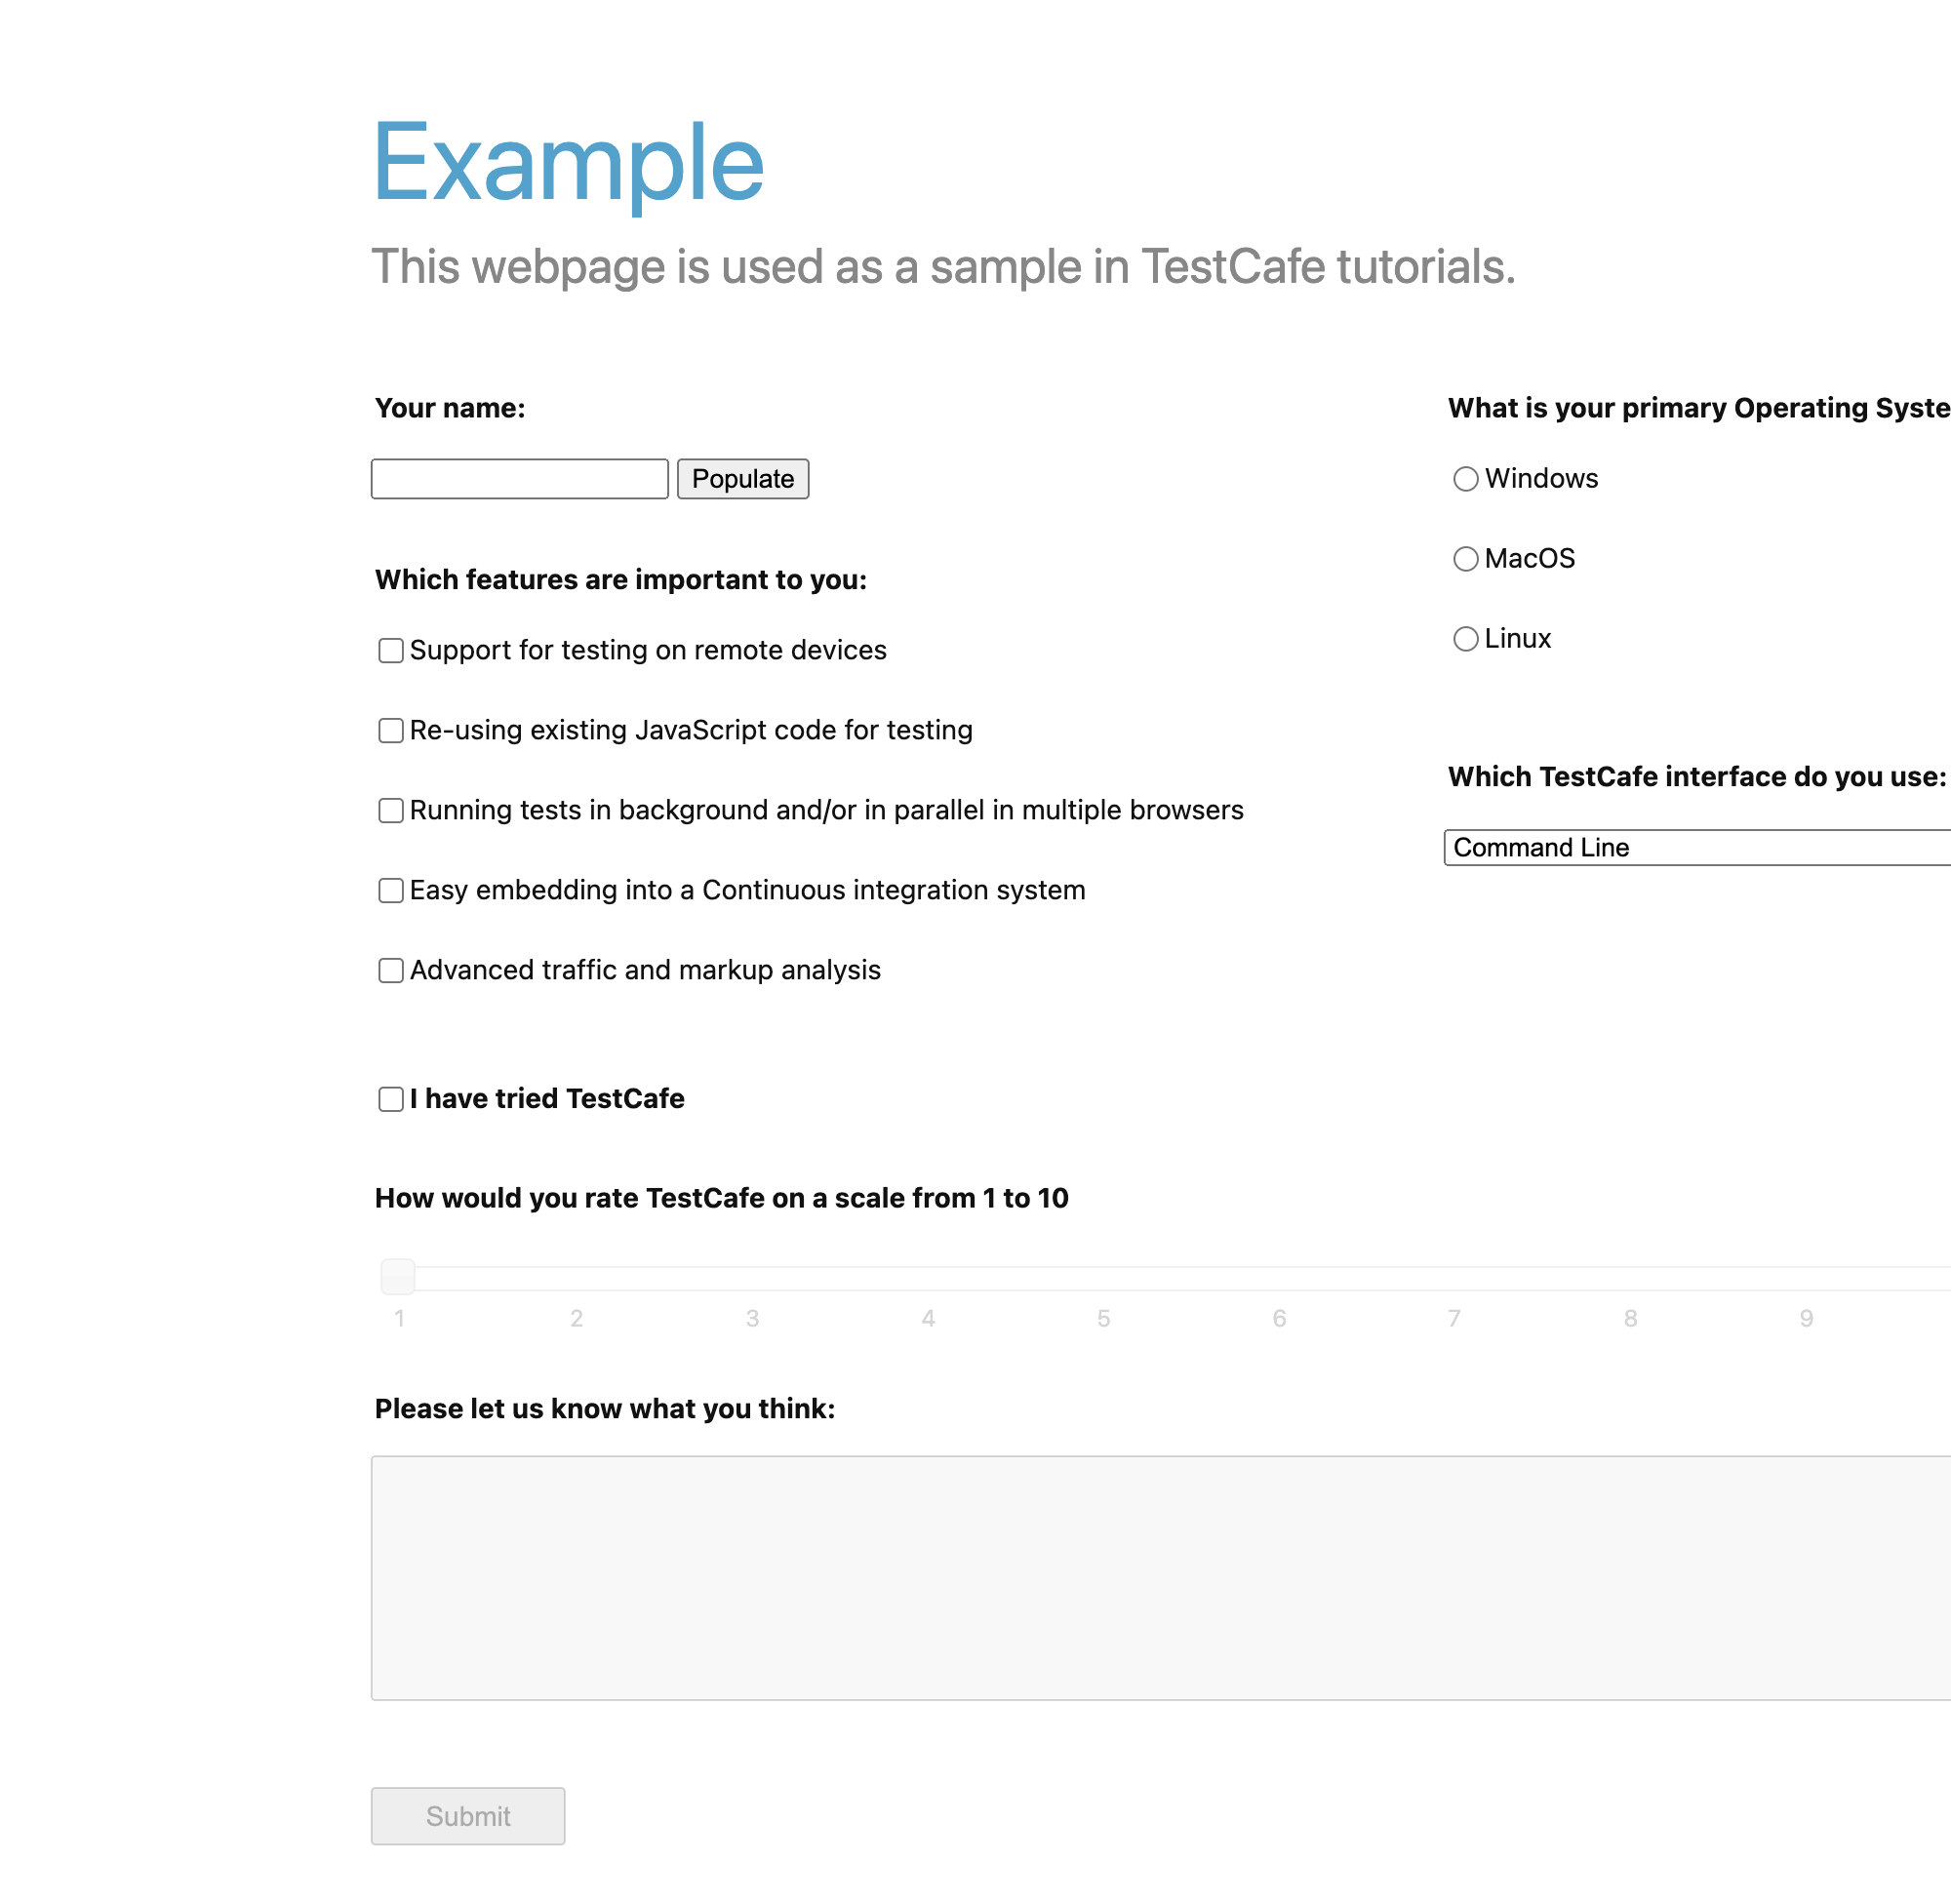 Example
This webpage is used as a sample in TestCafe tutorials.
Your name:
Populate
Which features are important to you:
Support for testing on remote devices
Re-using existing JavaScript code for testing
Running tests in background and/or in parallel in multiple browsers
Easy embedding into a Continuous integration system
Advanced traffic and markup analysis
What is your primary Operating Syste
Windows
MacOS
Linux
Which TestCafe interface do you use:
Command Line
I have tried TestCafe
How would you rate TestCafe on a scale from 1 to 10
1 2 3 4 5 6 7 8 9
Please let us know what you think:
Submit